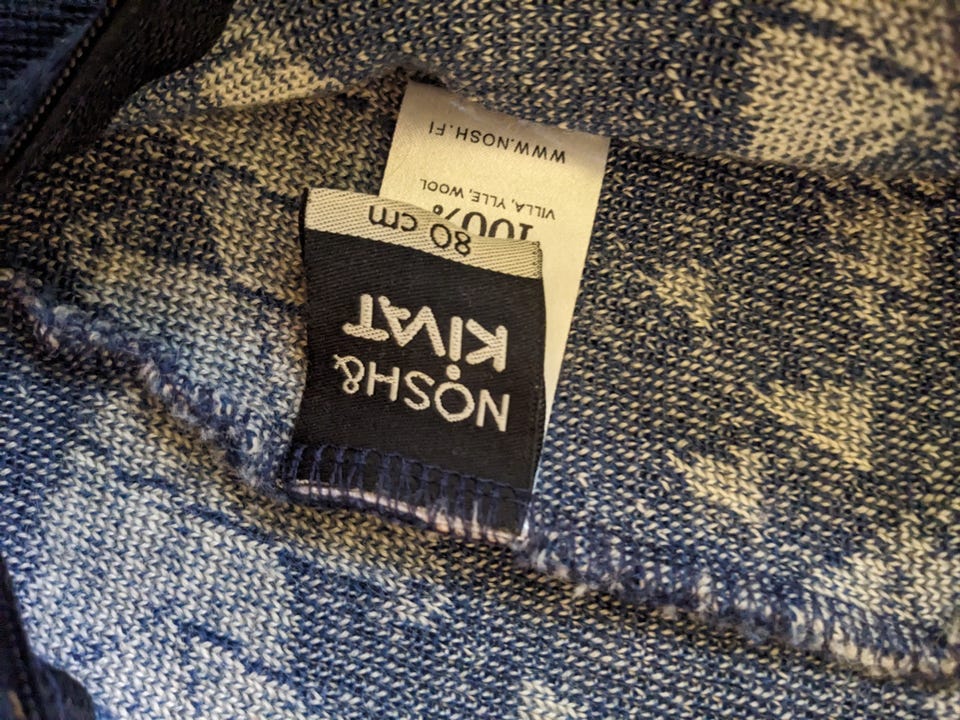 NOSH&
KIVAT
80 cm
100%
VILLA, YLLE, WOOL
WWW.NOSH.FI